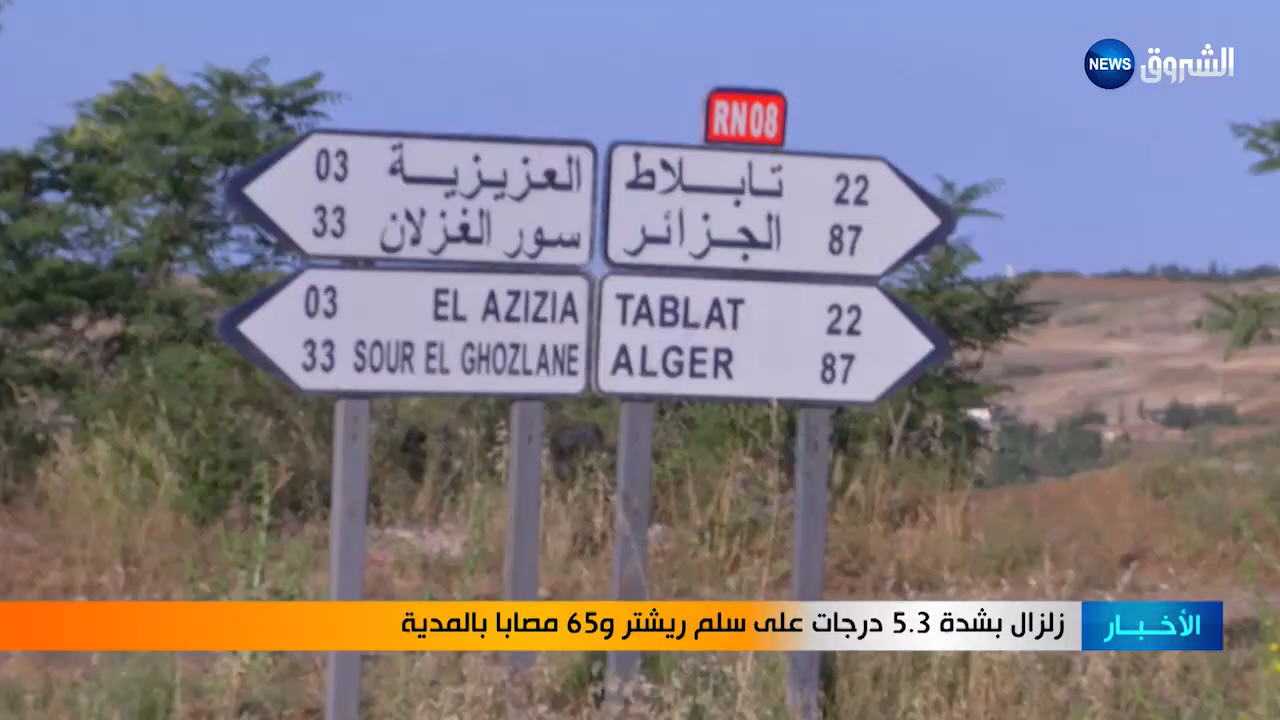 NEWS الشروق
RN08
03 العزيزية
33 سور الغزلان
تابلاط 22
الجزائر 87
03 EL AZIZIA
33 SOUR EL GHOZLANE
TABLAT 22
ALGER 87
الأخبار
زلزال بشدة 5.3 درجات على سلم ريشتر و65 مصابا بالمدية